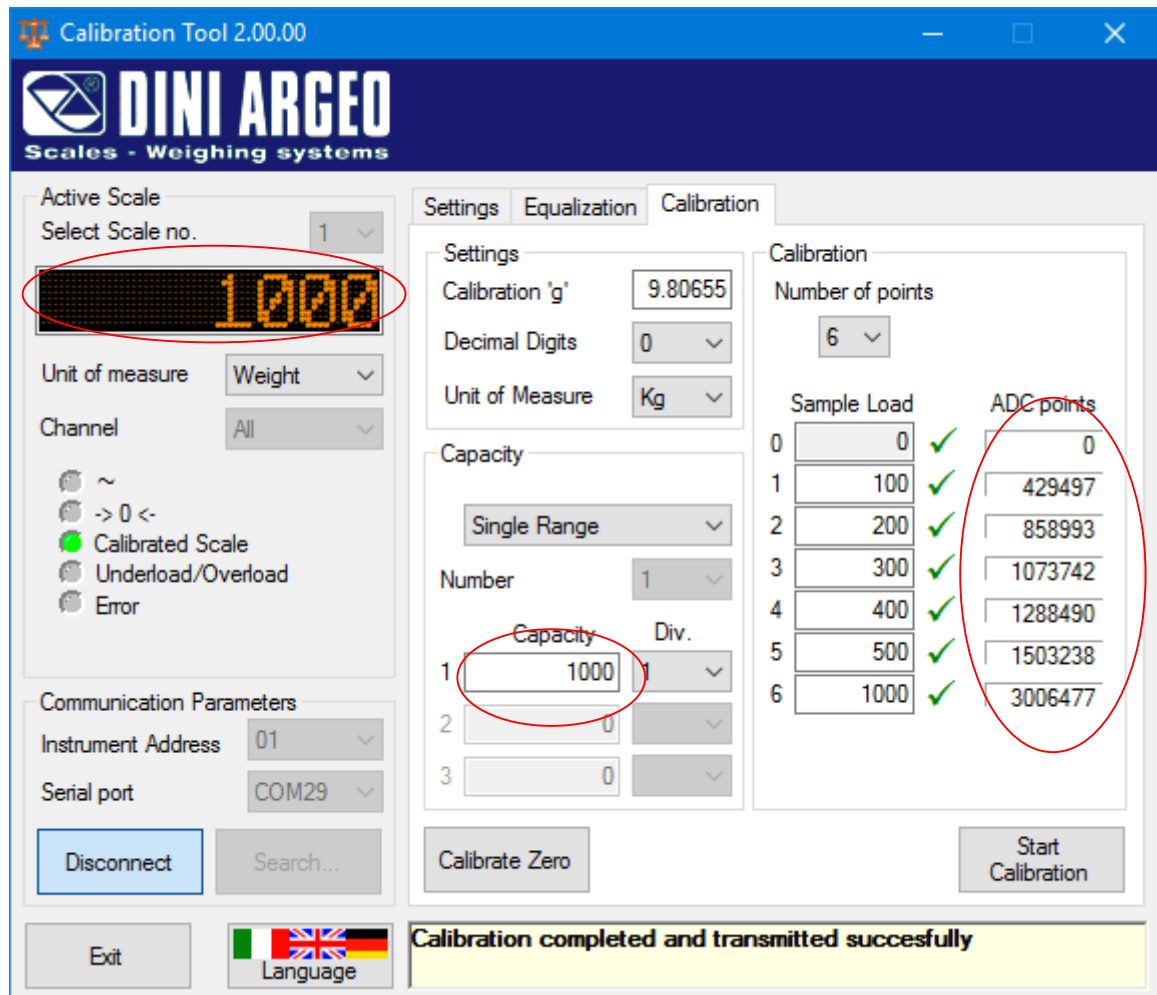 Calibration Tool 2.00.00
DINI ARGEO
Scales - Weighing systems
Active Scale
Select Scale no. 1
1000
Unit of measure Weight
Channel All
~
-> 0 <-
Calibrated Scale
Underload/Overload
Error
Communication Parameters
Instrument Address 01
Serial port COM29
Disconnect Search...
Exit Language
Settings Equalization Calibration
Settings
Calibration 'g' 9.80655
Decimal Digits 0
Unit of Measure Kg
Capacity
Single Range
Number 1
Capacity Div.
1 1000 1
2 0
3 0
Calibration
Number of points
6
Sample Load ADC points
0 0 ✓ 0
1 100 ✓ 429497
2 200 ✓ 858993
3 300 ✓ 1073742
4 400 ✓ 1288490
5 500 ✓ 1503238
6 1000 ✓ 3006477
Calibrate Zero
Start
Calibration
Calibration completed and transmitted succesfully